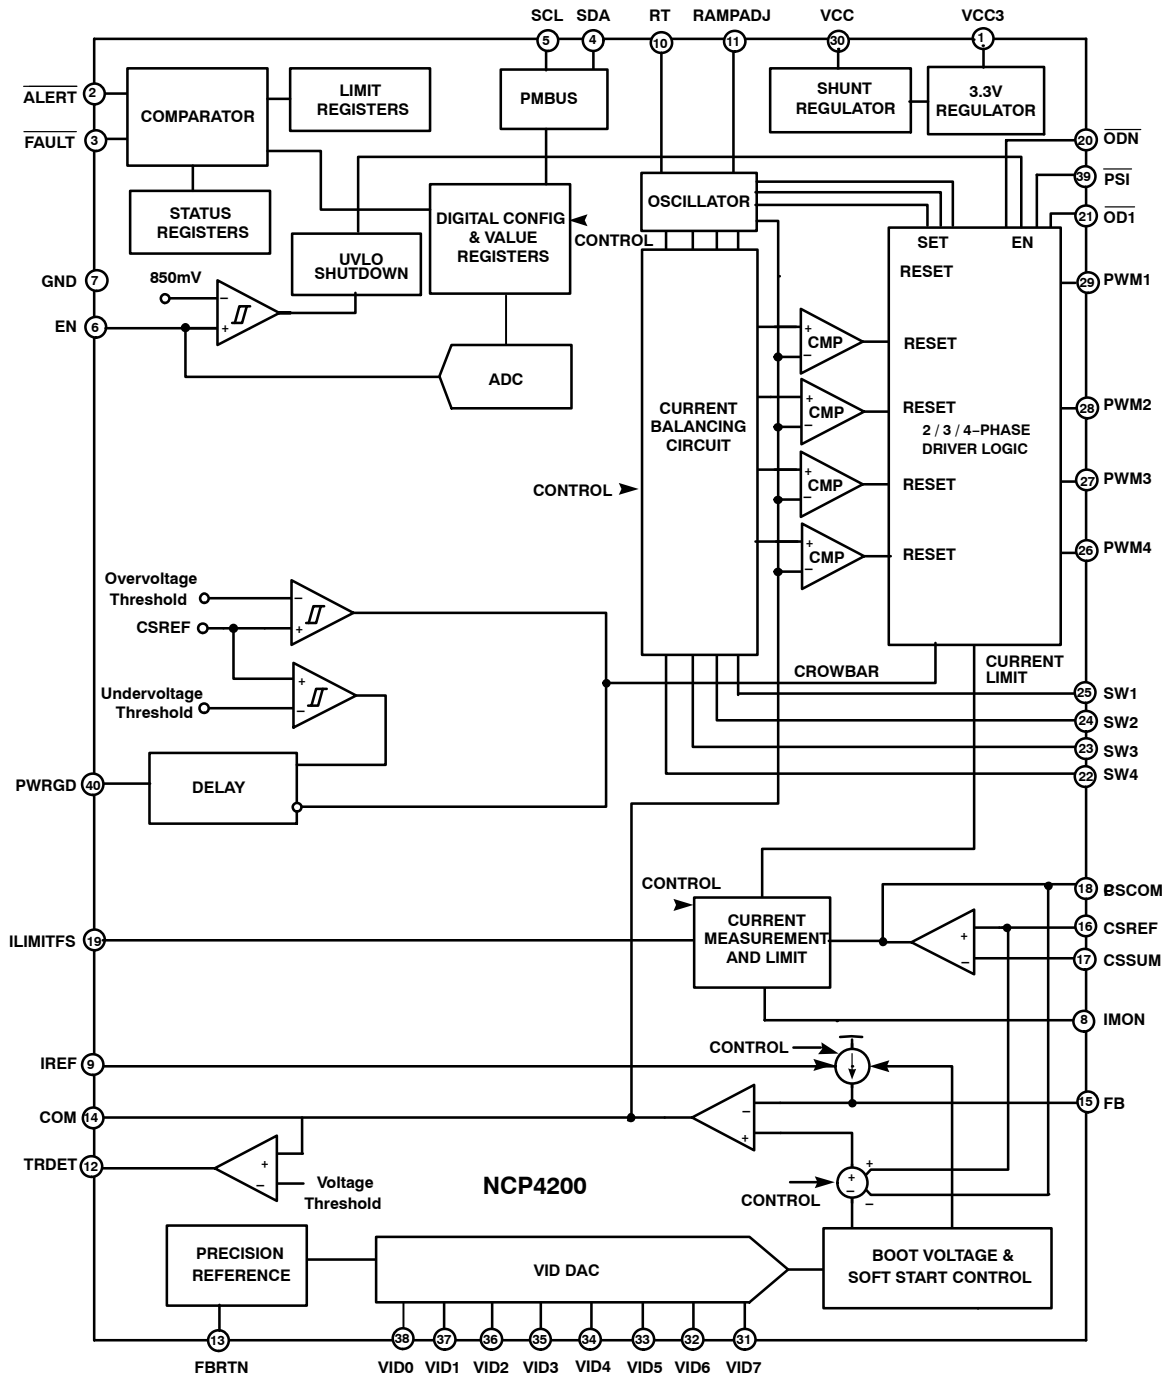 SCL SDA RT RAMPADJ VCC VCC3
5 4 10 11 30 1
ALERT 2
FAULT 3
COMPARATOR
LIMIT
REGISTERS
PMBUS
SHUNT
REGULATOR
3.3V
REGULATOR
20 ODN
39 PSI
21 OD1
STATUS
REGISTERS
UVLO
SHUTDOWN
DIGITAL CONFIG
& VALUE
REGISTERS
CONTROL
OSCILLATOR
SET EN
RESET
GND 7
850mV
EN 6
−
+
ADC
29 PWM1
+
−
CMP
RESET
28 PWM2
+
−
CMP
RESET
CURRENT
BALANCING
CIRCUIT
2 / 3 / 4−PHASE
DRIVER LOGIC
CONTROL
27 PWM3
+
−
CMP
RESET
26 PWM4
+
−
CMP
RESET
Overvoltage
Threshold
−
CSREF
+
Undervoltage
Threshold
+
−
CROWBAR
CURRENT
LIMIT
25 SW1
24 SW2
23 SW3
22 SW4
PWRGD 40
DELAY
CONTROL
ILIMITFS 19
CURRENT
MEASUREMENT
AND LIMIT
+
−
18 CSCOM
16 CSREF
17 CSSUM
8 IMON
IREF 9
CONTROL
COM 14
−
+
15 FB
TRDET 12
+
−
Voltage
Threshold
NCP4200
CONTROL
+
+
−
−
PRECISION
REFERENCE
VID DAC
BOOT VOLTAGE &
SOFT START CONTROL
13 38 37 36 35 34 33 32 31
FBRTN VID0 VID1 VID2 VID3 VID4 VID5 VID6 VID7